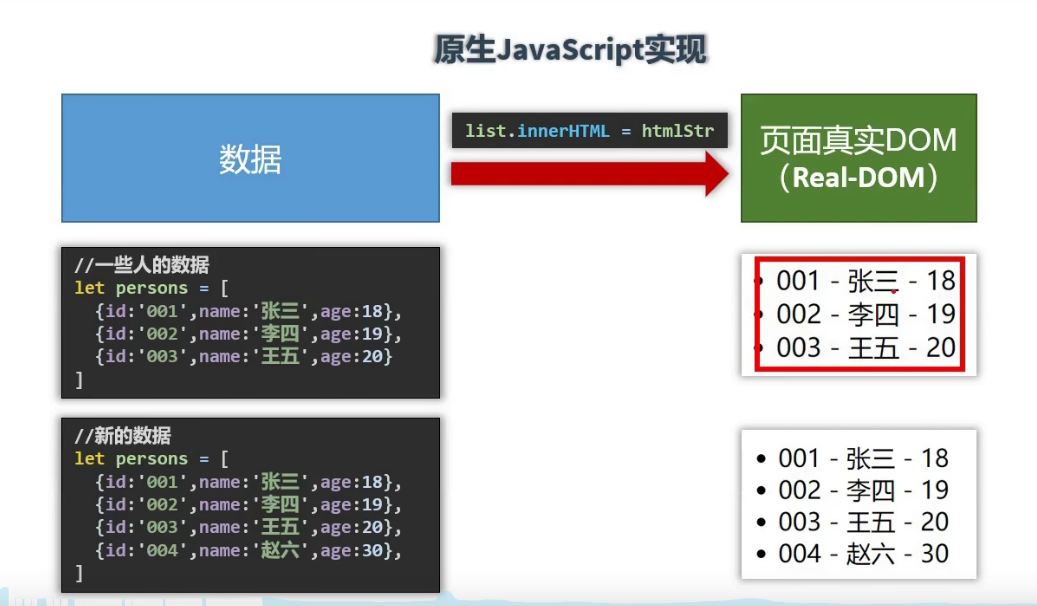 原生JavaScript实现
数据
list.innerHTML = htmlStr
页面真实DOM
（Real-DOM）
//一些人的数据
let persons = [
{id:'001',name:'张三',age:18},
{id:'002',name:'李四',age:19},
{id:'003',name:'王五',age:20}
]
• 001 - 张三 - 18
• 002 - 李四 - 19
• 003 - 王五 - 20
//新的数据
let persons = [
{id:'001',name:'张三',age:18},
{id:'002',name:'李四',age:19},
{id:'003',name:'王五',age:20},
{id:'004',name:'赵六',age:30},
]
• 001 - 张三 - 18
• 002 - 李四 - 19
• 003 - 王五 - 20
• 004 - 赵六 - 30